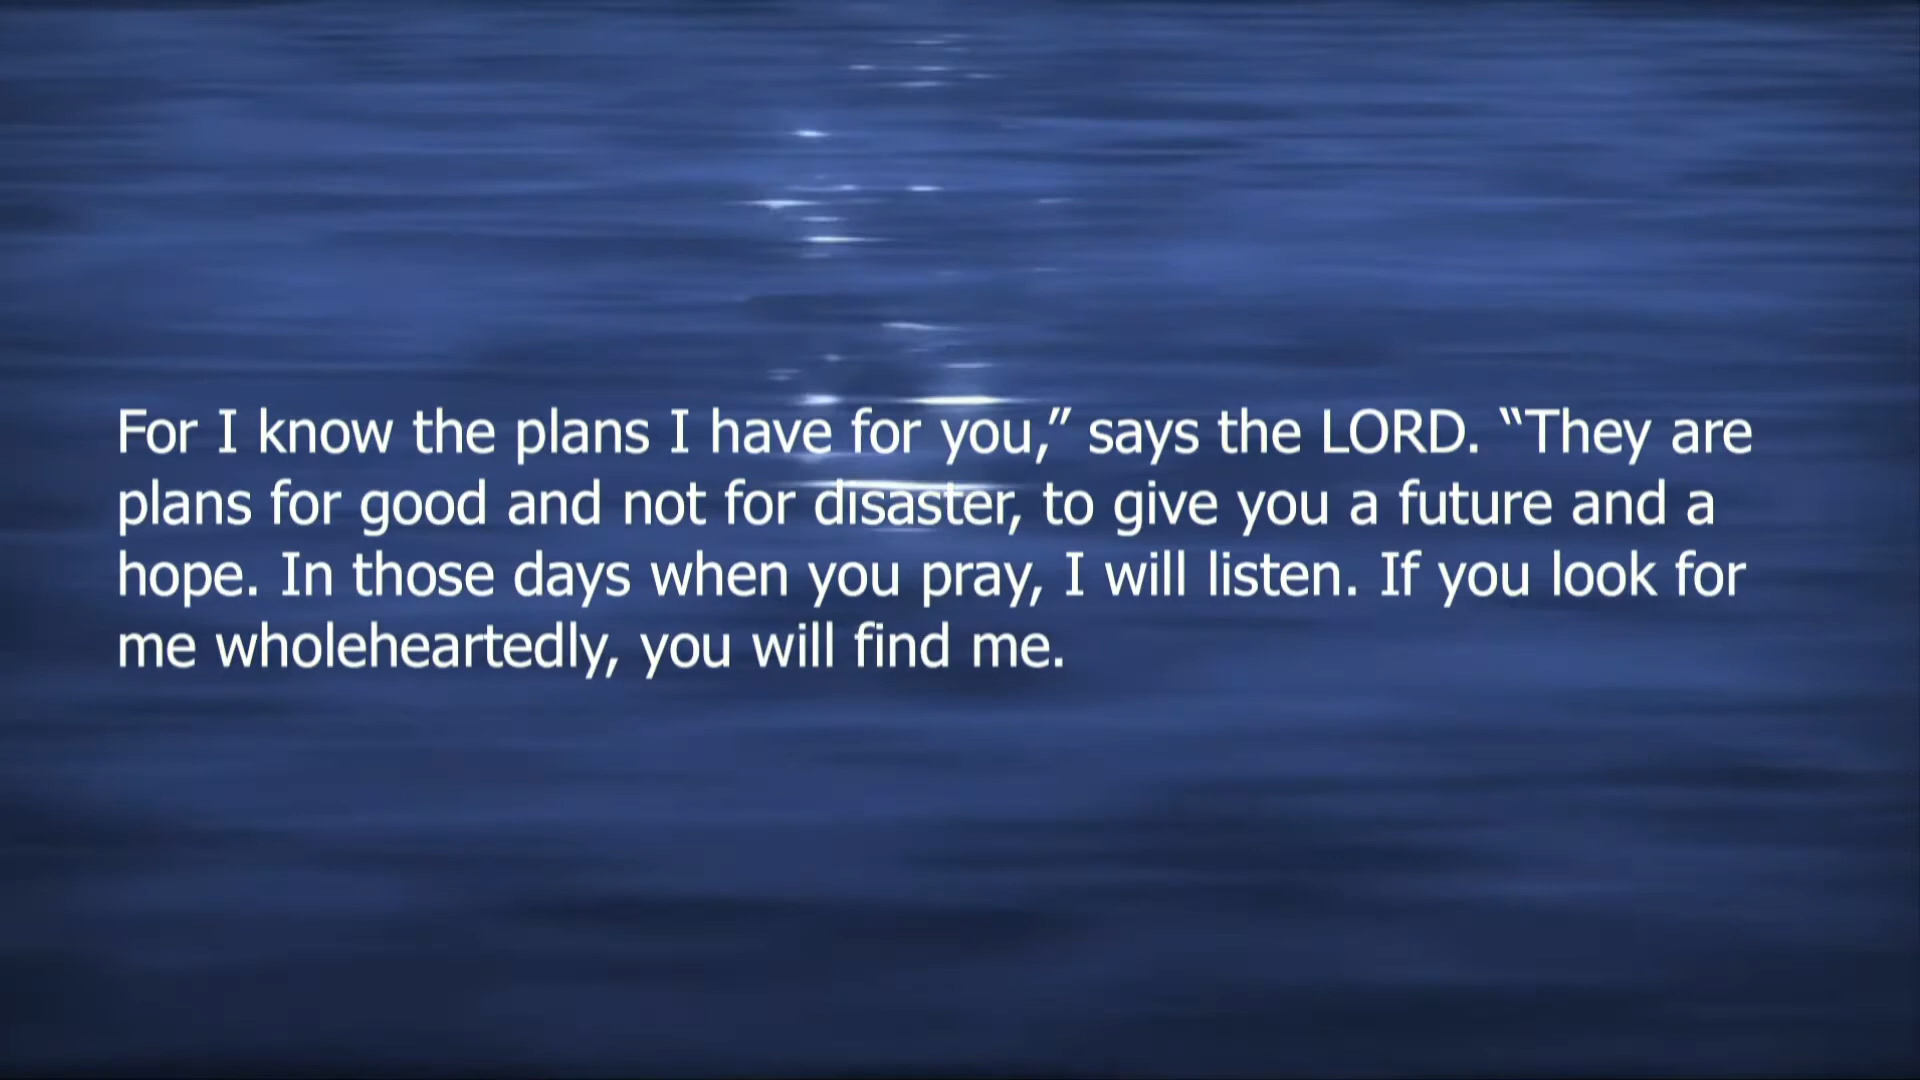 For I know the plans I have for you,” says the LORD. “They are
plans for good and not for disaster, to give you a future and a
hope. In those days when you pray, I will listen. If you look for
me wholeheartedly, you will find me.